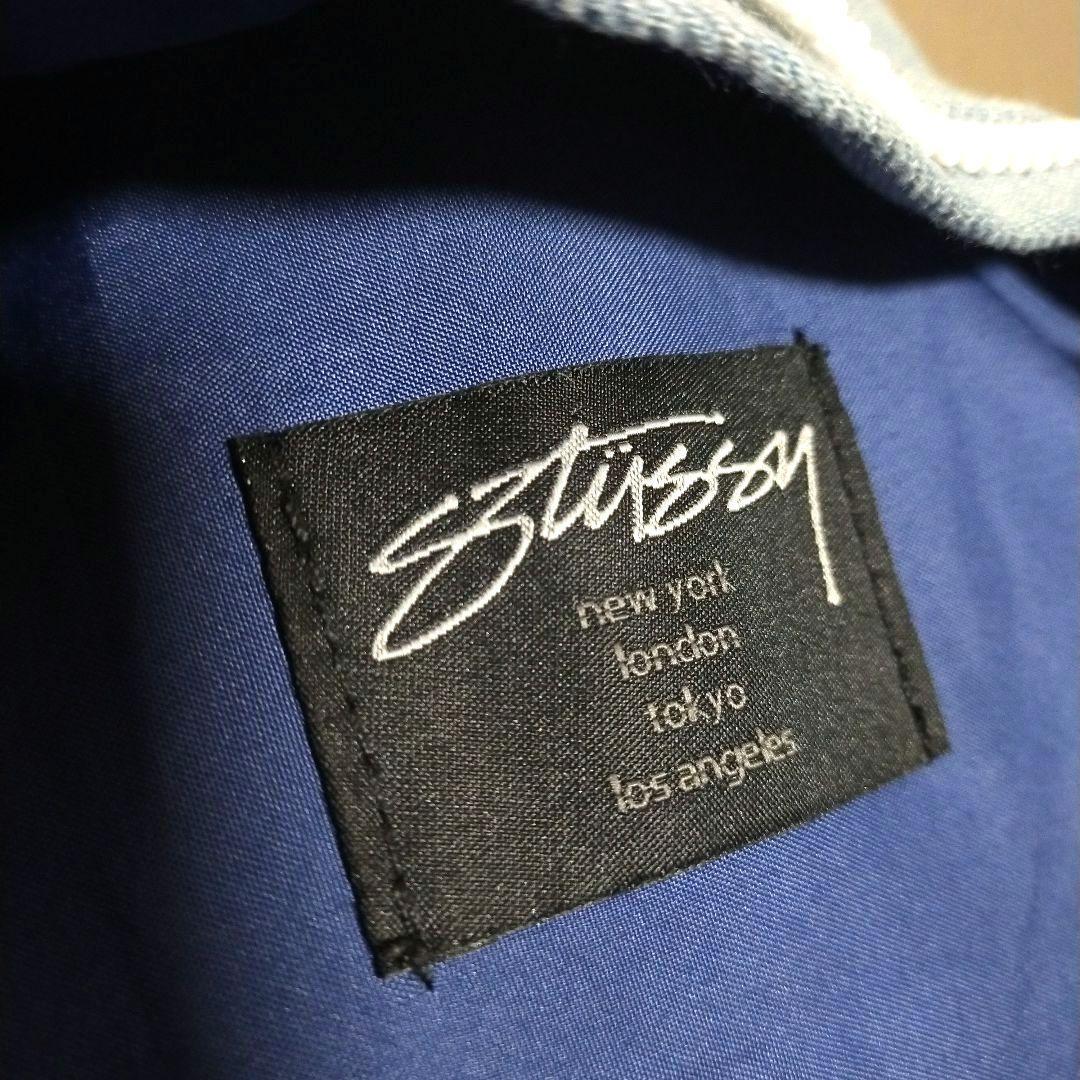 stüssy
new york
london
tokyo
los angeles